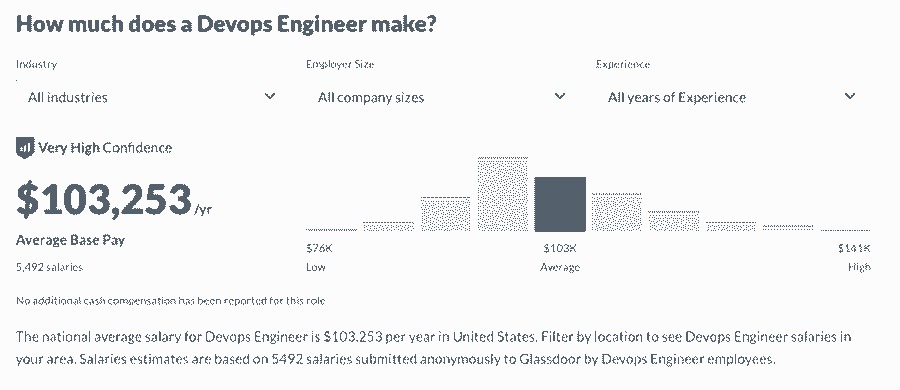 How much does a Devops Engineer make?
Industry Employer Size Experience
All industries All company sizes All years of Experience
Very High Confidence
$103,253 /yr
Average Base Pay
5,492 salaries
$76K $103K $141K
Low Average High
No additional cash compensation has been reported for this role
The national average salary for Devops Engineer is $103,253 per year in United States. Filter by location to see Devops Engineer salaries in
your area. Salaries estimates are based on 5492 salaries submitted anonymously to Glassdoor by Devops Engineer employees.